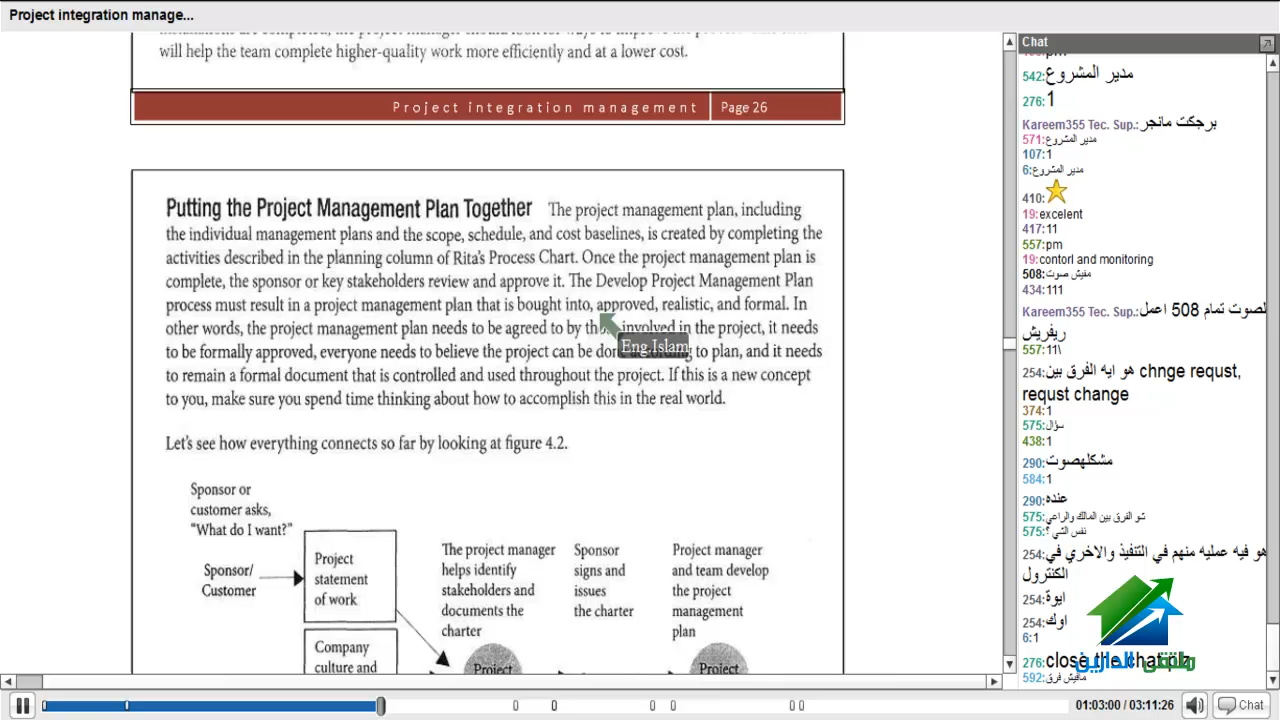 Project integration manage...
will help the team complete higher-quality work more efficiently and at a lower cost.
Project integration management Page 26
Putting the Project Management Plan Together The project management plan, including
the individual management plans and the scope, schedule, and cost baselines, is created by completing the
activities described in the planning column of Rita's Process Chart. Once the project management plan is
complete, the sponsor or key stakeholders review and approve it. The Develop Project Management Plan
process must result in a project management plan that is bought into, approved, realistic, and formal. In
other words, the project management plan needs to be agreed to by involved in the project, it needs
to be formally approved, everyone needs to believe the project can be to plan, and it needs
to remain a formal document that is controlled and used throughout the project. If this is a new concept
to you, make sure you spend time thinking about how to accomplish this in the real world.
Eng.Islam
Let's see how everything connects so far by looking at figure 4.2.
Sponsor or
customer asks,
"What do I want?"
Sponsor/
Customer
Project
statement
of work
Company
culture and
The project manager
helps identify
stakeholders and
documents the
charter
Project
Sponsor
signs and
issues
the charter
Project manager
and team develop
the project
management
plan
Project
Chat
542: مدير المشروع
276: 1
Kareem355 Tec. Sup.: برجكت مانجر
571: مدير المشروع
107: 1
6: مدير المشروع
410:
19: excelent
417: 11
557: pm
19: contorl and monitoring
508: مفيش صوت
434: 111
Kareem355 Tec. Sup.: لصوت تمام 508 اعمل
ريفريش
557: 11\
254: هو ايه الفرق بين chnge requst,
requst change
374: 1
575: سؤال
438: 1
290: مشكلهصوت
584: 1
290: عنده
575: شو الفرق بين المالك والراعي
575: نفس الشي ؟
254: هو فيه عمليه منهم في التنفيذ والاخري في
الكنترول
254: ايوة
254: اوك
6: 1
276: close the chat plz
592: مافيش فرق
ملتقى الدارين
01:03:00 / 03:11:26
Chat